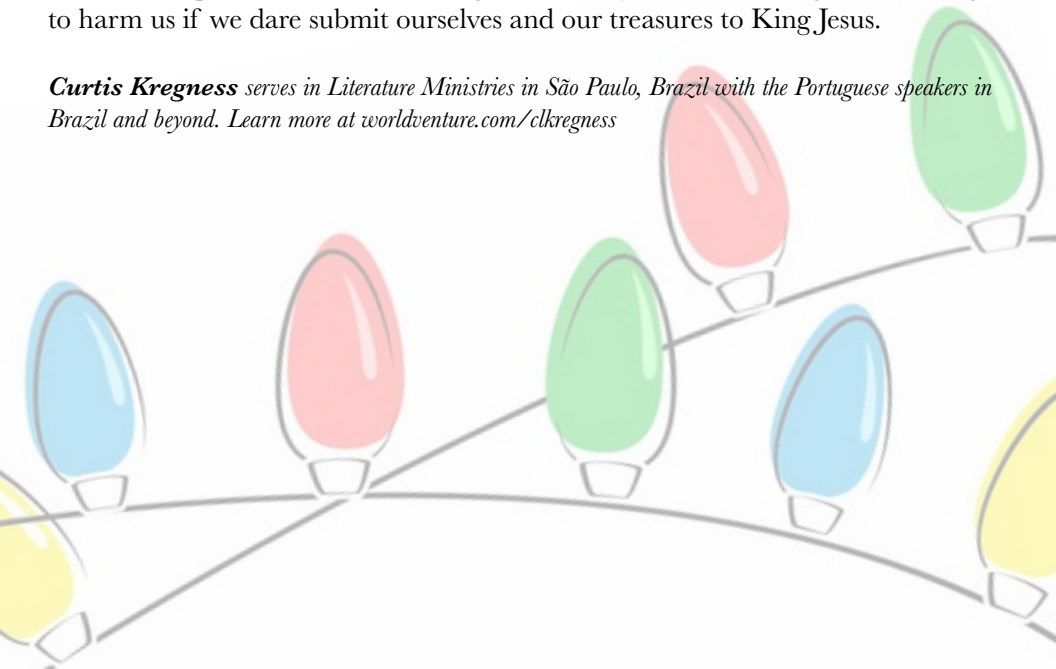 to harm us if we dare submit ourselves and our treasures to King Jesus.
Curtis Kregness serves in Literature Ministries in São Paulo, Brazil with the Portuguese speakers in
Brazil and beyond. Learn more at worldventure.com/clkregness